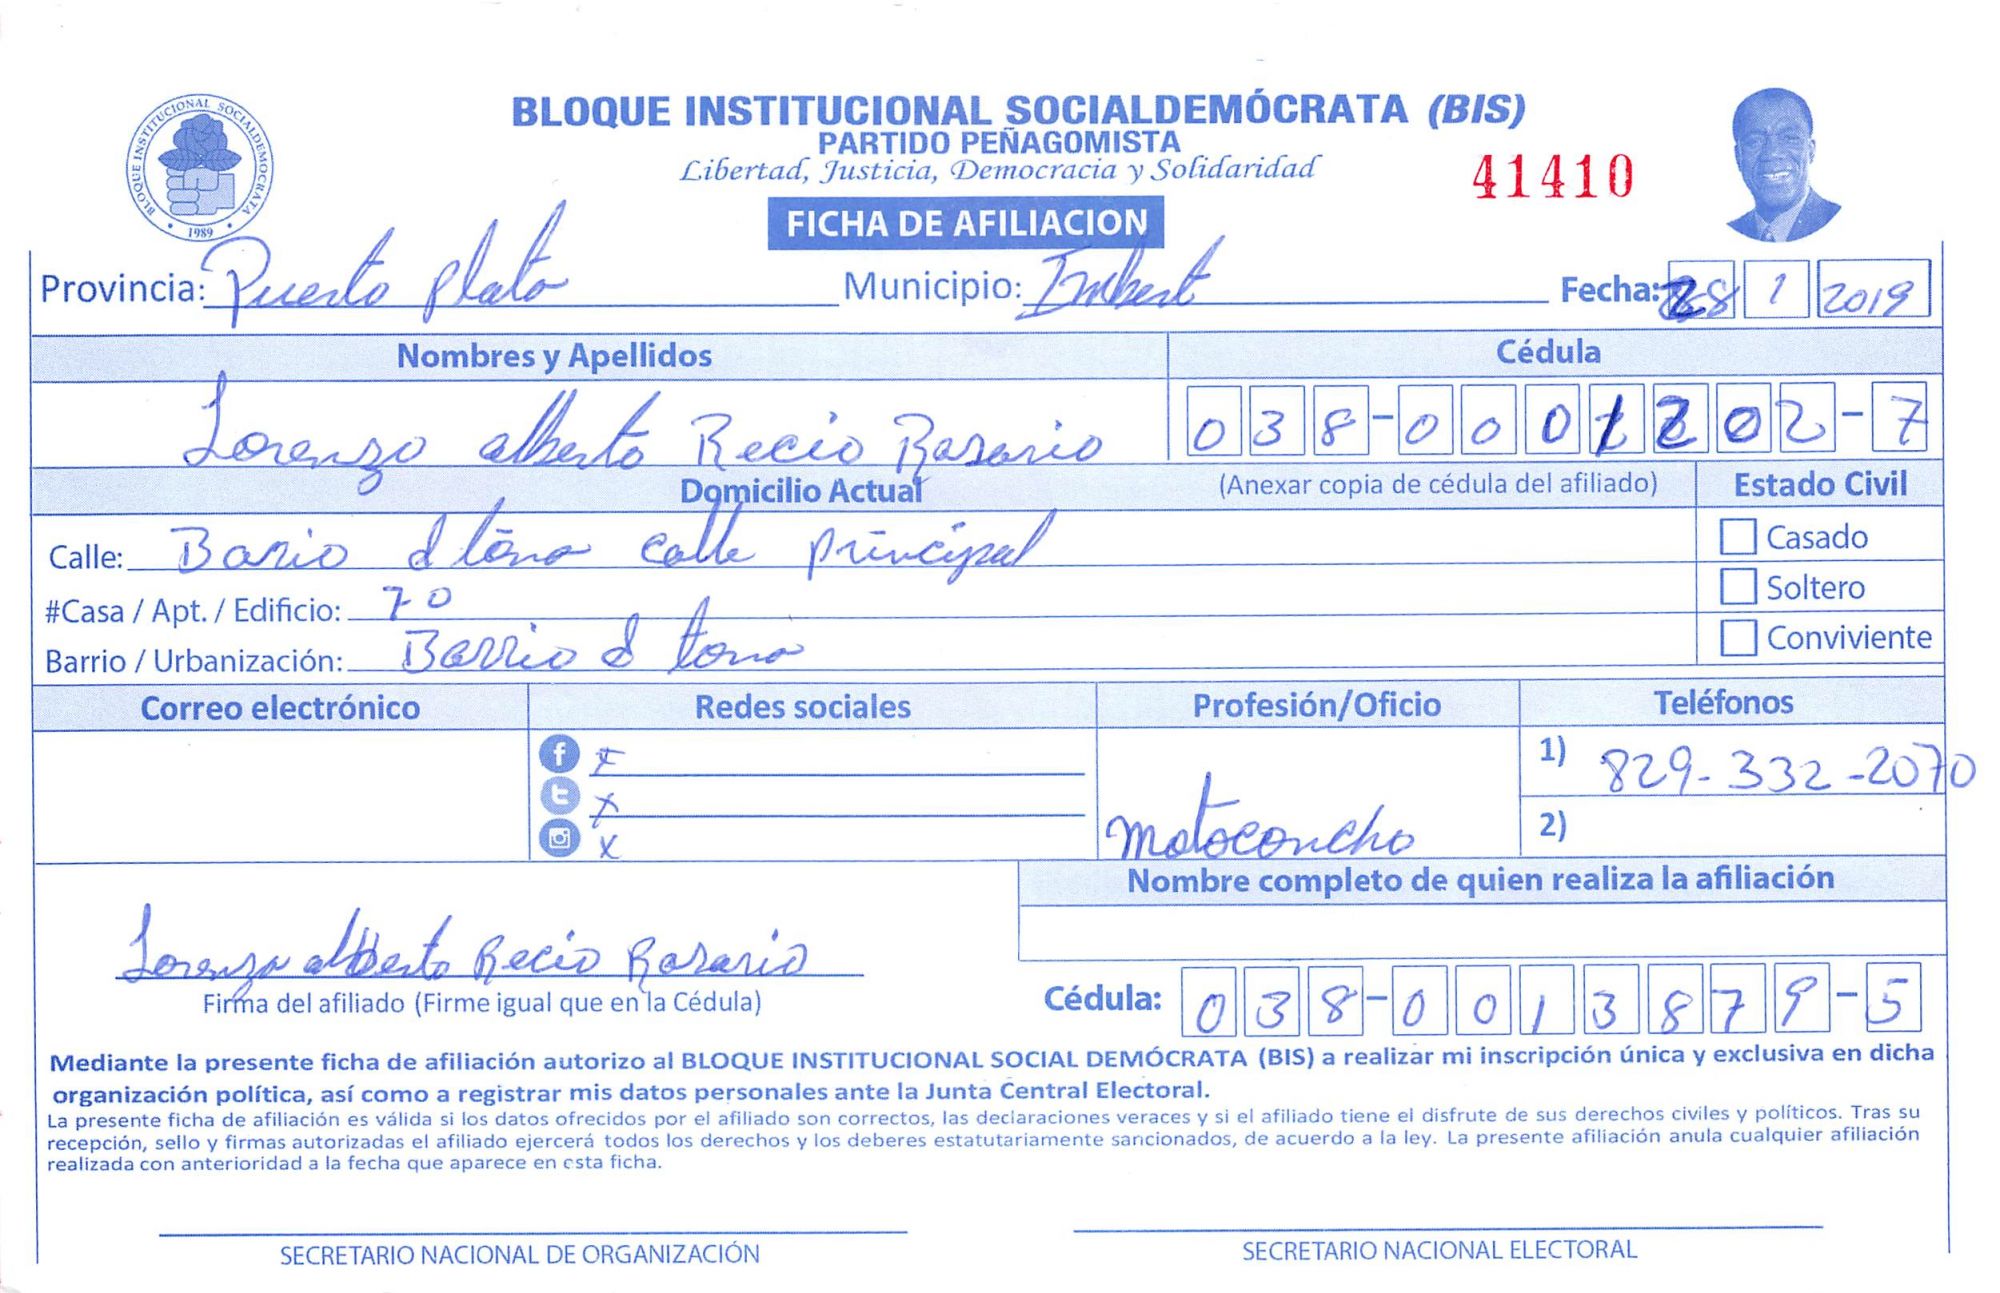 BLOQUE INSTITUCIONAL SOCIALDEMÓCRATA (BIS)
PARTIDO PEÑAGOMISTA
Libertad, Justicia, Democracia y Solidaridad
41410
BLOQUE INSTITUCIONAL SOCIALDEMOCRATA
1989
FICHA DE AFILIACION
Provincia: Puerto plata Municipio: Imbert Fecha: 28 1 2019
Nombres y Apellidos Cédula
Lorenzo alberto Recio Rosario 038-0001202-7
Domicilio Actual (Anexar copia de cédula del afiliado) Estado Civil
Calle: Bario d tono calle principal Casado
#Casa / Apt. / Edificio: 70 Soltero
Barrio / Urbanización: Barrio d tono Conviviente
Correo electrónico Redes sociales Profesión/Oficio Teléfonos
f x 1) 829-332-2070
t x
x motoconcho 2)
Nombre completo de quien realiza la afiliación
Lorenzo alberto Recio Rosario
Firma del afiliado (Firme igual que en la Cédula) Cédula: 038-0013879-5
Mediante la presente ficha de afiliación autorizo al BLOQUE INSTITUCIONAL SOCIAL DEMÓCRATA (BIS) a realizar mi inscripción única y exclusiva en dicha
organización política, así como a registrar mis datos personales ante la Junta Central Electoral.
La presente ficha de afiliación es válida si los datos ofrecidos por el afiliado son correctos, las declaraciones veraces y si el afiliado tiene el disfrute de sus derechos civiles y políticos. Tras su
recepción, sello y firmas autorizadas el afiliado ejercerá todos los derechos y los deberes estatutariamente sancionados, de acuerdo a la ley. La presente afiliación anula cualquier afiliación
realizada con anterioridad a la fecha que aparece en esta ficha.
SECRETARIO NACIONAL DE ORGANIZACIÓN SECRETARIO NACIONAL ELECTORAL